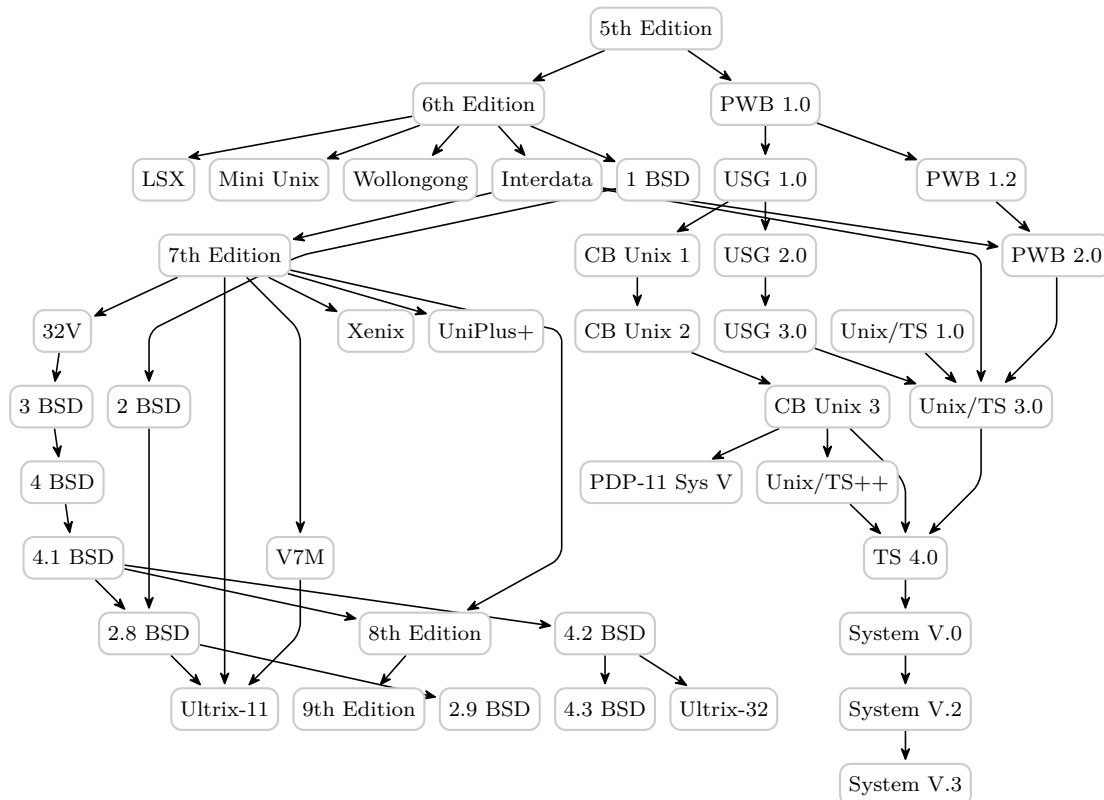 5th Edition
6th Edition
PWB 1.0
LSX
Mini Unix
Wollongong
Interdata
1 BSD
USG 1.0
PWB 1.2
7th Edition
CB Unix 1
USG 2.0
PWB 2.0
32V
Xenix
UniPlus+
CB Unix 2
USG 3.0
Unix/TS 1.0
3 BSD
2 BSD
CB Unix 3
Unix/TS 3.0
4 BSD
PDP-11 Sys V
Unix/TS++
4.1 BSD
V7M
TS 4.0
2.8 BSD
8th Edition
4.2 BSD
System V.0
Ultrix-11
9th Edition
2.9 BSD
4.3 BSD
Ultrix-32
System V.2
System V.3